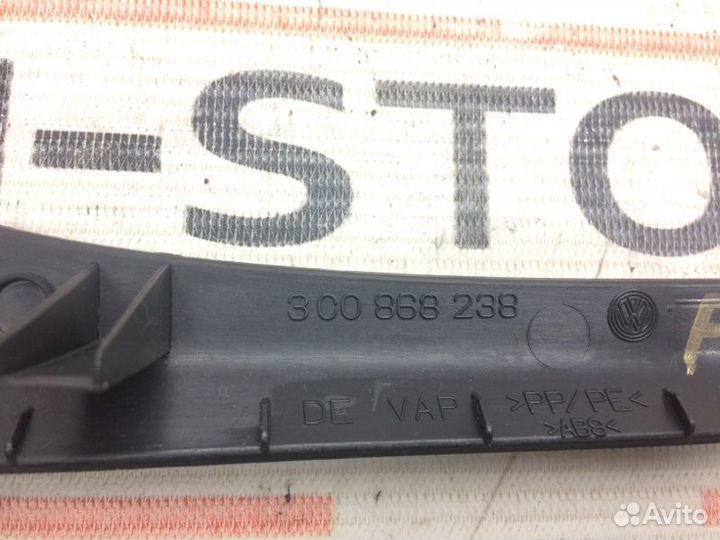 -STO
3C0 868 238
DE VAP >PP/PE<
>ABS<
Avito